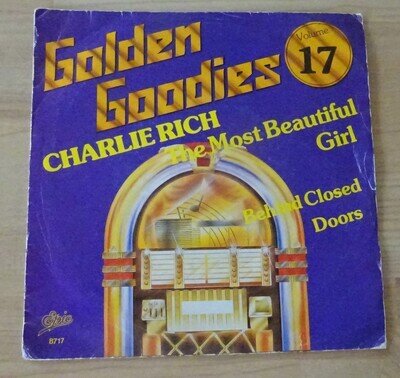 Golden
Goodies
Volume
17
CHARLIE RICH
The Most Beautiful
Girl
Behind Closed
Doors
Epic
8717